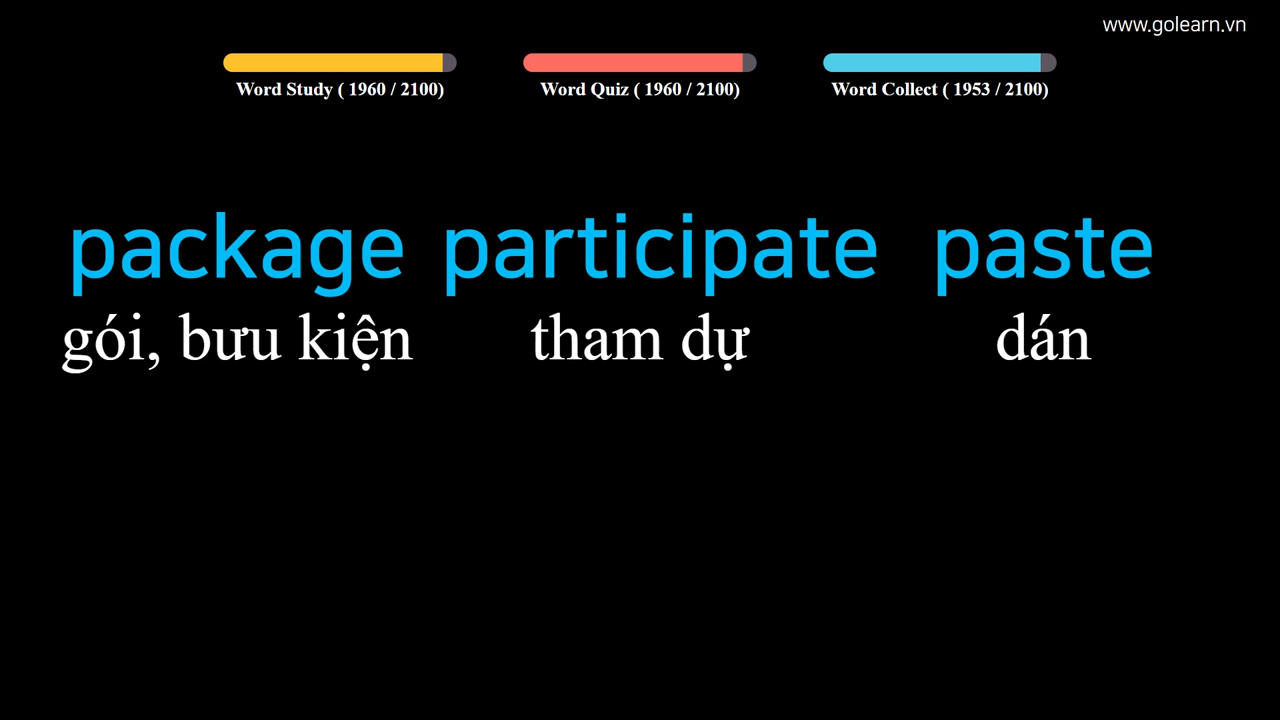 www.golearn.vn
Word Study ( 1960 / 2100) Word Quiz ( 1960 / 2100) Word Collect ( 1953 / 2100)
package participate paste
gói, bưu kiện tham dự dán